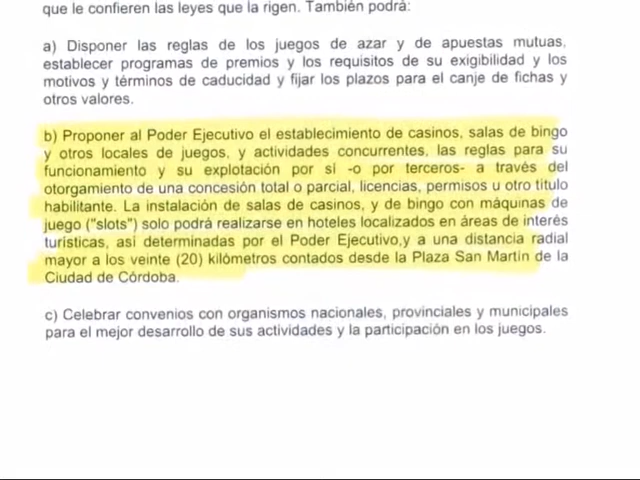 que le confieren las leyes que la rigen. También podrá:
a) Disponer las reglas de los juegos de azar y de apuestas mutuas,
establecer programas de premios y los requisitos de su exigibilidad y los
motivos y términos de caducidad y fijar los plazos para el canje de fichas y
otros valores.
b) Proponer al Poder Ejecutivo el establecimiento de casinos, salas de bingo
y otros locales de juegos, y actividades concurrentes, las reglas para su
funcionamiento y su explotación por sí -o por terceros- a través del
otorgamiento de una concesión total o parcial, licencias, permisos u otro título
habilitante. La instalación de salas de casinos, y de bingo con máquinas de
juego ("slots") solo podrá realizarse en hoteles localizados en áreas de interés
turísticas, así determinadas por el Poder Ejecutivo,y a una distancia radial
mayor a los veinte (20) kilómetros contados desde la Plaza San Martín de la
Ciudad de Córdoba.
c) Celebrar convenios con organismos nacionales, provinciales y municipales
para el mejor desarrollo de sus actividades y la participación en los juegos.